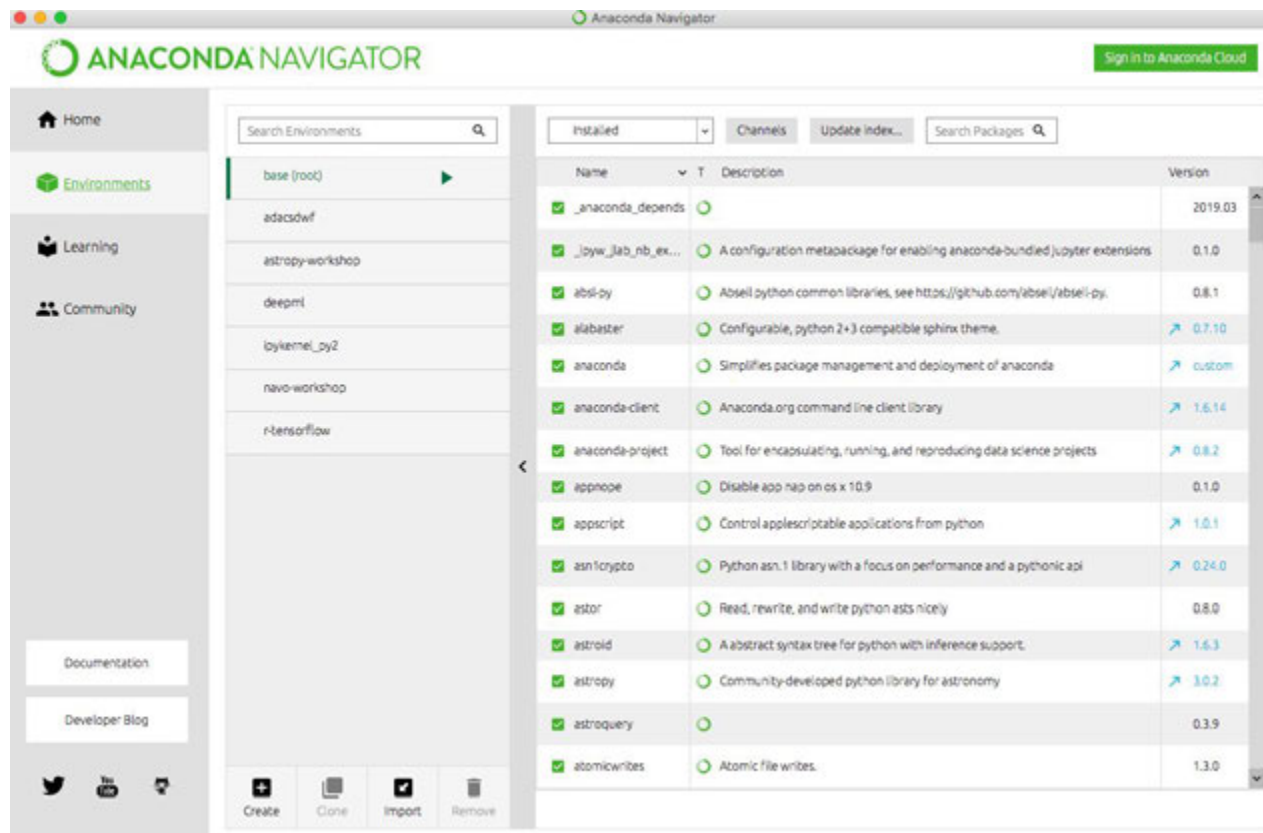 Anaconda Navigator
ANACONDA NAVIGATOR
Sign in to Anaconda Cloud
Home
Environments
Learning
Community
Documentation
Developer Blog
You
Tube
Search Environments
base (root)
adacsdwf
astropy-workshop
deepml
ipykernel_py2
navo-workshop
r-tensorflow
Create Clone Import Remove
Installed Channels Update index... Search Packages
Name T Description Version
_anaconda_depends 2019.03
_ipyw_jlab_nb_ex... A configuration metapackage for enabling anaconda-bundled jupyter extensions 0.1.0
absl-py Abseil python common libraries, see https://github.com/abseil/abseil-py. 0.8.1
alabaster Configurable, python 2+3 compatible sphinx theme. 0.7.10
anaconda Simplifies package management and deployment of anaconda custom
anaconda-client Anaconda.org command line client library 1.6.14
anaconda-project Tool for encapsulating, running, and reproducing data science projects 0.8.2
appnope Disable app nap on os x 10.9 0.1.0
appscript Control applescriptable applications from python 1.0.1
asn1crypto Python asn.1 library with a focus on performance and a pythonic api 0.24.0
astor Read, rewrite, and write python asts nicely 0.8.0
astroid A abstract syntax tree for python with inference support. 1.6.3
astropy Community-developed python library for astronomy 3.0.2
astroquery 0.3.9
atomicwrites Atomic file writes. 1.3.0